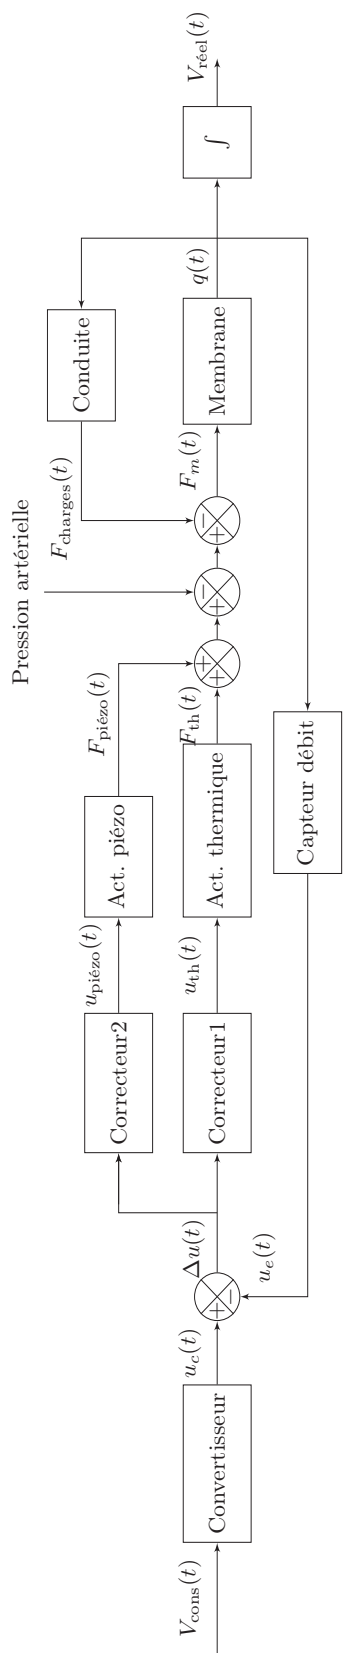 V_cons(t)
Convertisseur
u_c(t)
+
−
Δu(t)
u_e(t)
Correcteur2
Correcteur1
u_piézo(t)
u_th(t)
Act. piézo
Act. thermique
F_piézo(t)
F_th(t)
+
+
Pression artérielle
+
−
F_charges(t)
+
−
F_m(t)
Conduite
Membrane
q(t)
∫
V_réel(t)
Capteur débit